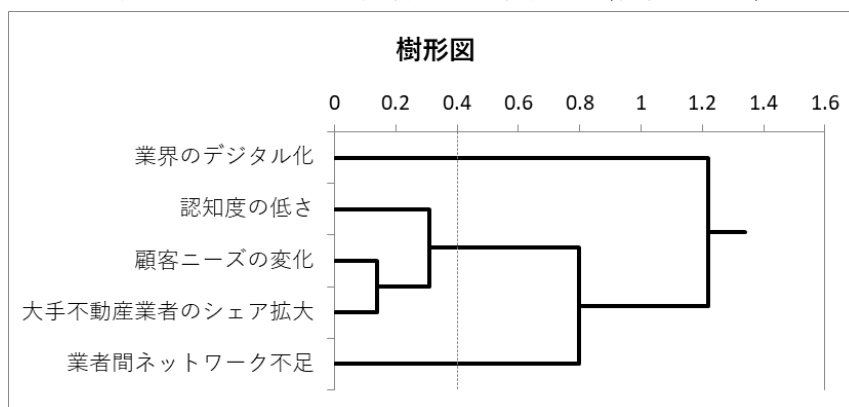 樹形図
0 0.2 0.4 0.6 0.8 1 1.2 1.4 1.6
業界のデジタル化
認知度の低さ
顧客ニーズの変化
大手不動産業者のシェア拡大
業者間ネットワーク不足